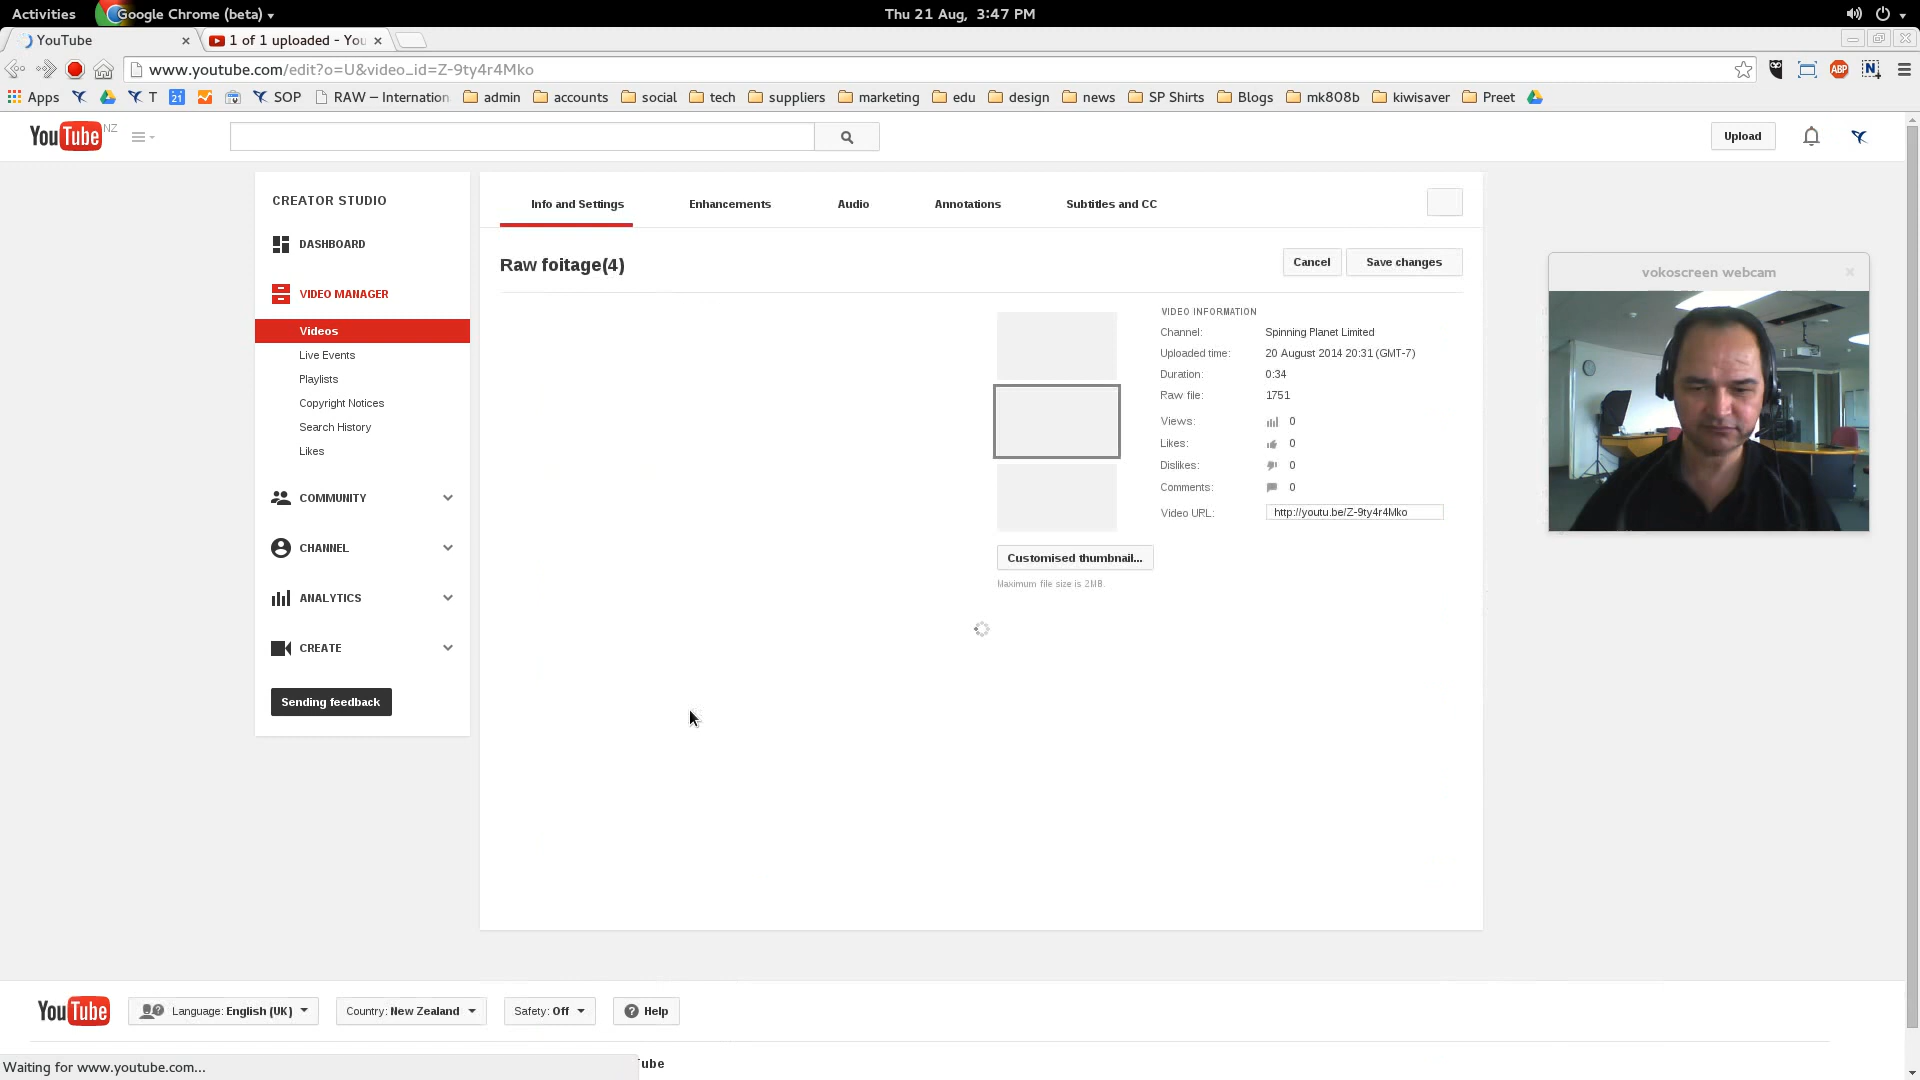 Activities
Google Chrome (beta)
Thu 21 Aug, 3:47 PM
YouTube
1 of 1 uploaded - You
www.youtube.com/edit?o=U&video_id=Z-9ty4r4Mko
ABP
N
Apps
T
21
SOP
RAW – Internation
admin
accounts
social
tech
suppliers
marketing
edu
design
news
SP Shirts
Blogs
mk808b
kiwisaver
Preet
YouTube NZ
Upload
CREATOR STUDIO
DASHBOARD
VIDEO MANAGER
Videos
Live Events
Playlists
Copyright Notices
Search History
Likes
COMMUNITY
CHANNEL
ANALYTICS
CREATE
Sending feedback
Info and Settings
Enhancements
Audio
Annotations
Subtitles and CC
Raw foitage(4)
Cancel
Save changes
VIDEO INFORMATION
Channel: Spinning Planet Limited
Uploaded time: 20 August 2014 20:31 (GMT-7)
Duration: 0:34
Raw file: 1751
Views: 0
Likes: 0
Dislikes: 0
Comments: 0
Video URL: http://youtu.be/Z-9ty4r4Mko
Customised thumbnail...
Maximum file size is 2MB.
vokoscreen webcam
YouTube
Language: English (UK)
Country: New Zealand
Safety: Off
Help
Waiting for www.youtube.com...
Tube